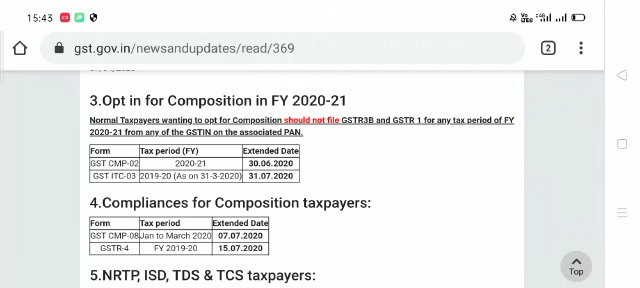 15:43
gst.gov.in/newsandupdates/read/369
2
3.Opt in for Composition in FY 2020-21
Normal Taxpayers wanting to opt for Composition should not file GSTR3B and GSTR 1 for any tax period of FY
2020-21 from any of the GSTIN on the associated PAN.
Form Tax period (FY) Extended Date
GST CMP-02 2020-21 30.06.2020
GST ITC-03 2019-20 (As on 31-3-2020) 31.07.2020
4.Compliances for Composition taxpayers:
Form Tax period Extended Date
GST CMP-08 Jan to March 2020 07.07.2020
GSTR-4 FY 2019-20 15.07.2020
5.NRTP, ISD, TDS & TCS taxpayers:
Top